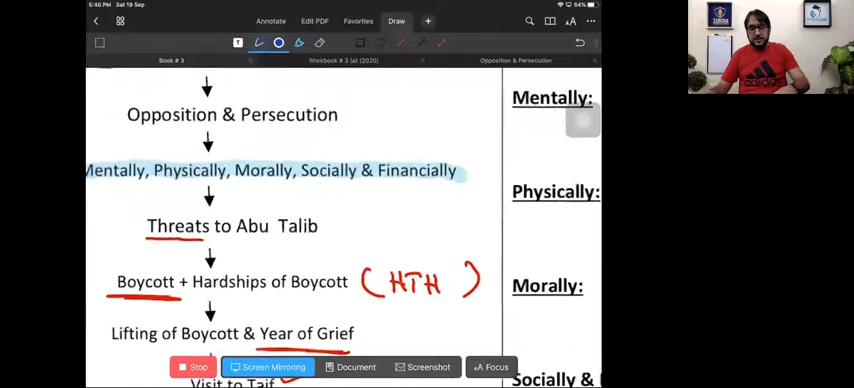 5:40 PM Sat 19 Sep
64%
Annotate Edit PDF Favorites Draw
Book # 3
Workbook # 3 (a) (2020)
Opposition & Persecution
Opposition & Persecution
Mentally, Physically, Morally, Socially & Financially
Threats to Abu Talib
Boycott + Hardships of Boycott (HTH)
Lifting of Boycott & Year of Grief
Visit to Taif
Mentally:
Physically:
Morally:
Socially &
Stop Screen Mirroring Document Screenshot Focus